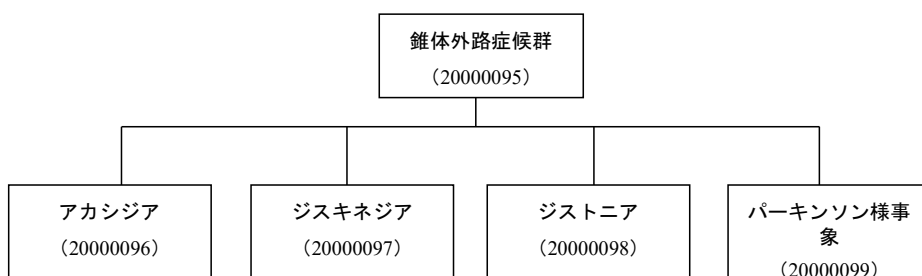 錐体外路症候群
（20000095）
アカシジア
（20000096）
ジスキネジア
（20000097）
ジストニア
（20000098）
パーキンソン様事
象
（20000099）